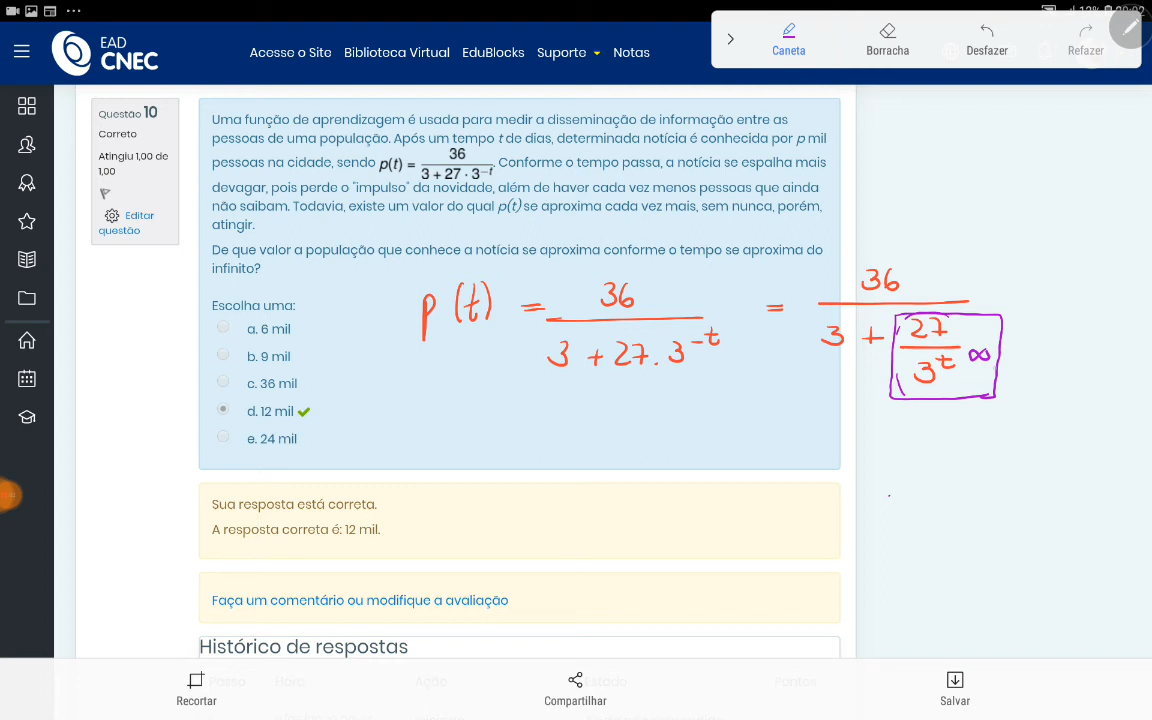 EAD
CNEC
Acesse o Site Biblioteca Virtual EduBlocks Suporte Notas
Caneta Borracha Desfazer Refazer
Questão 10
Correto
Atingiu 1,00 de
1,00
Editar
questão
Uma função de aprendizagem é usada para medir a disseminação de informação entre as
pessoas de uma população. Após um tempo t de dias, determinada notícia é conhecida por p mil
pessoas na cidade, sendo p(t) = 36 / 3 + 27 · 3^−t. Conforme o tempo passa, a notícia se espalha mais
devagar, pois perde o "impulso" da novidade, além de haver cada vez menos pessoas que ainda
não saibam. Todavia, existe um valor do qual p(t) se aproxima cada vez mais, sem nunca, porém,
atingir.
De que valor a população que conhece a notícia se aproxima conforme o tempo se aproxima do
infinito?
p (t) = 36 / 3 + 27 . 3^-t = 36 / 3 + 27 / 3^t ∞
Escolha uma:
a. 6 mil
b. 9 mil
c. 36 mil
d. 12 mil
e. 24 mil
Sua resposta está correta.
A resposta correta é: 12 mil.
Faça um comentário ou modifique a avaliação
Histórico de respostas
Passo Hora Ação Estado Pontos
Recortar Compartilhar Salvar